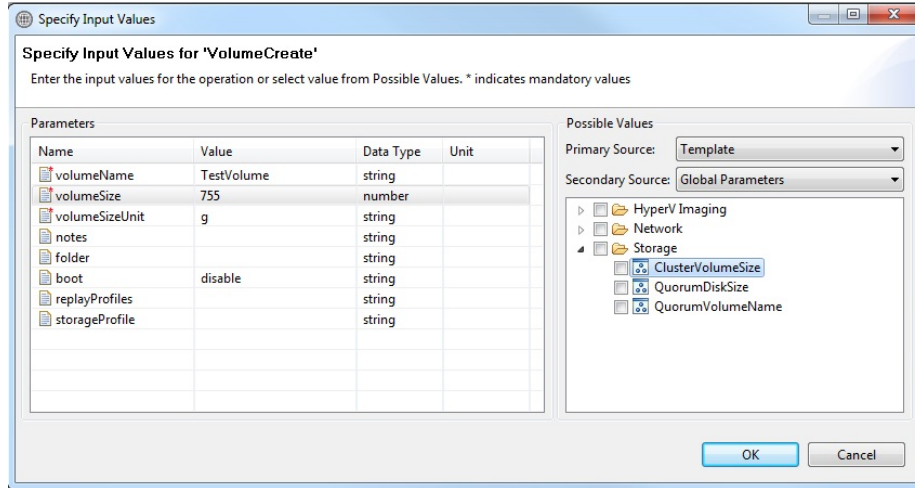 Specify Input Values
Specify Input Values for 'VolumeCreate'
Enter the input values for the operation or select value from Possible Values. * indicates mandatory values
Parameters
Name Value Data Type Unit
* volumeName TestVolume string
* volumeSize 755 number
* volumeSizeUnit g string
notes string
folder string
boot disable string
replayProfiles string
storageProfile string
Possible Values
Primary Source: Template
Secondary Source: Global Parameters
HyperV Imaging
Network
Storage
ClusterVolumeSize
QuorumDiskSize
QuorumVolumeName
OK Cancel